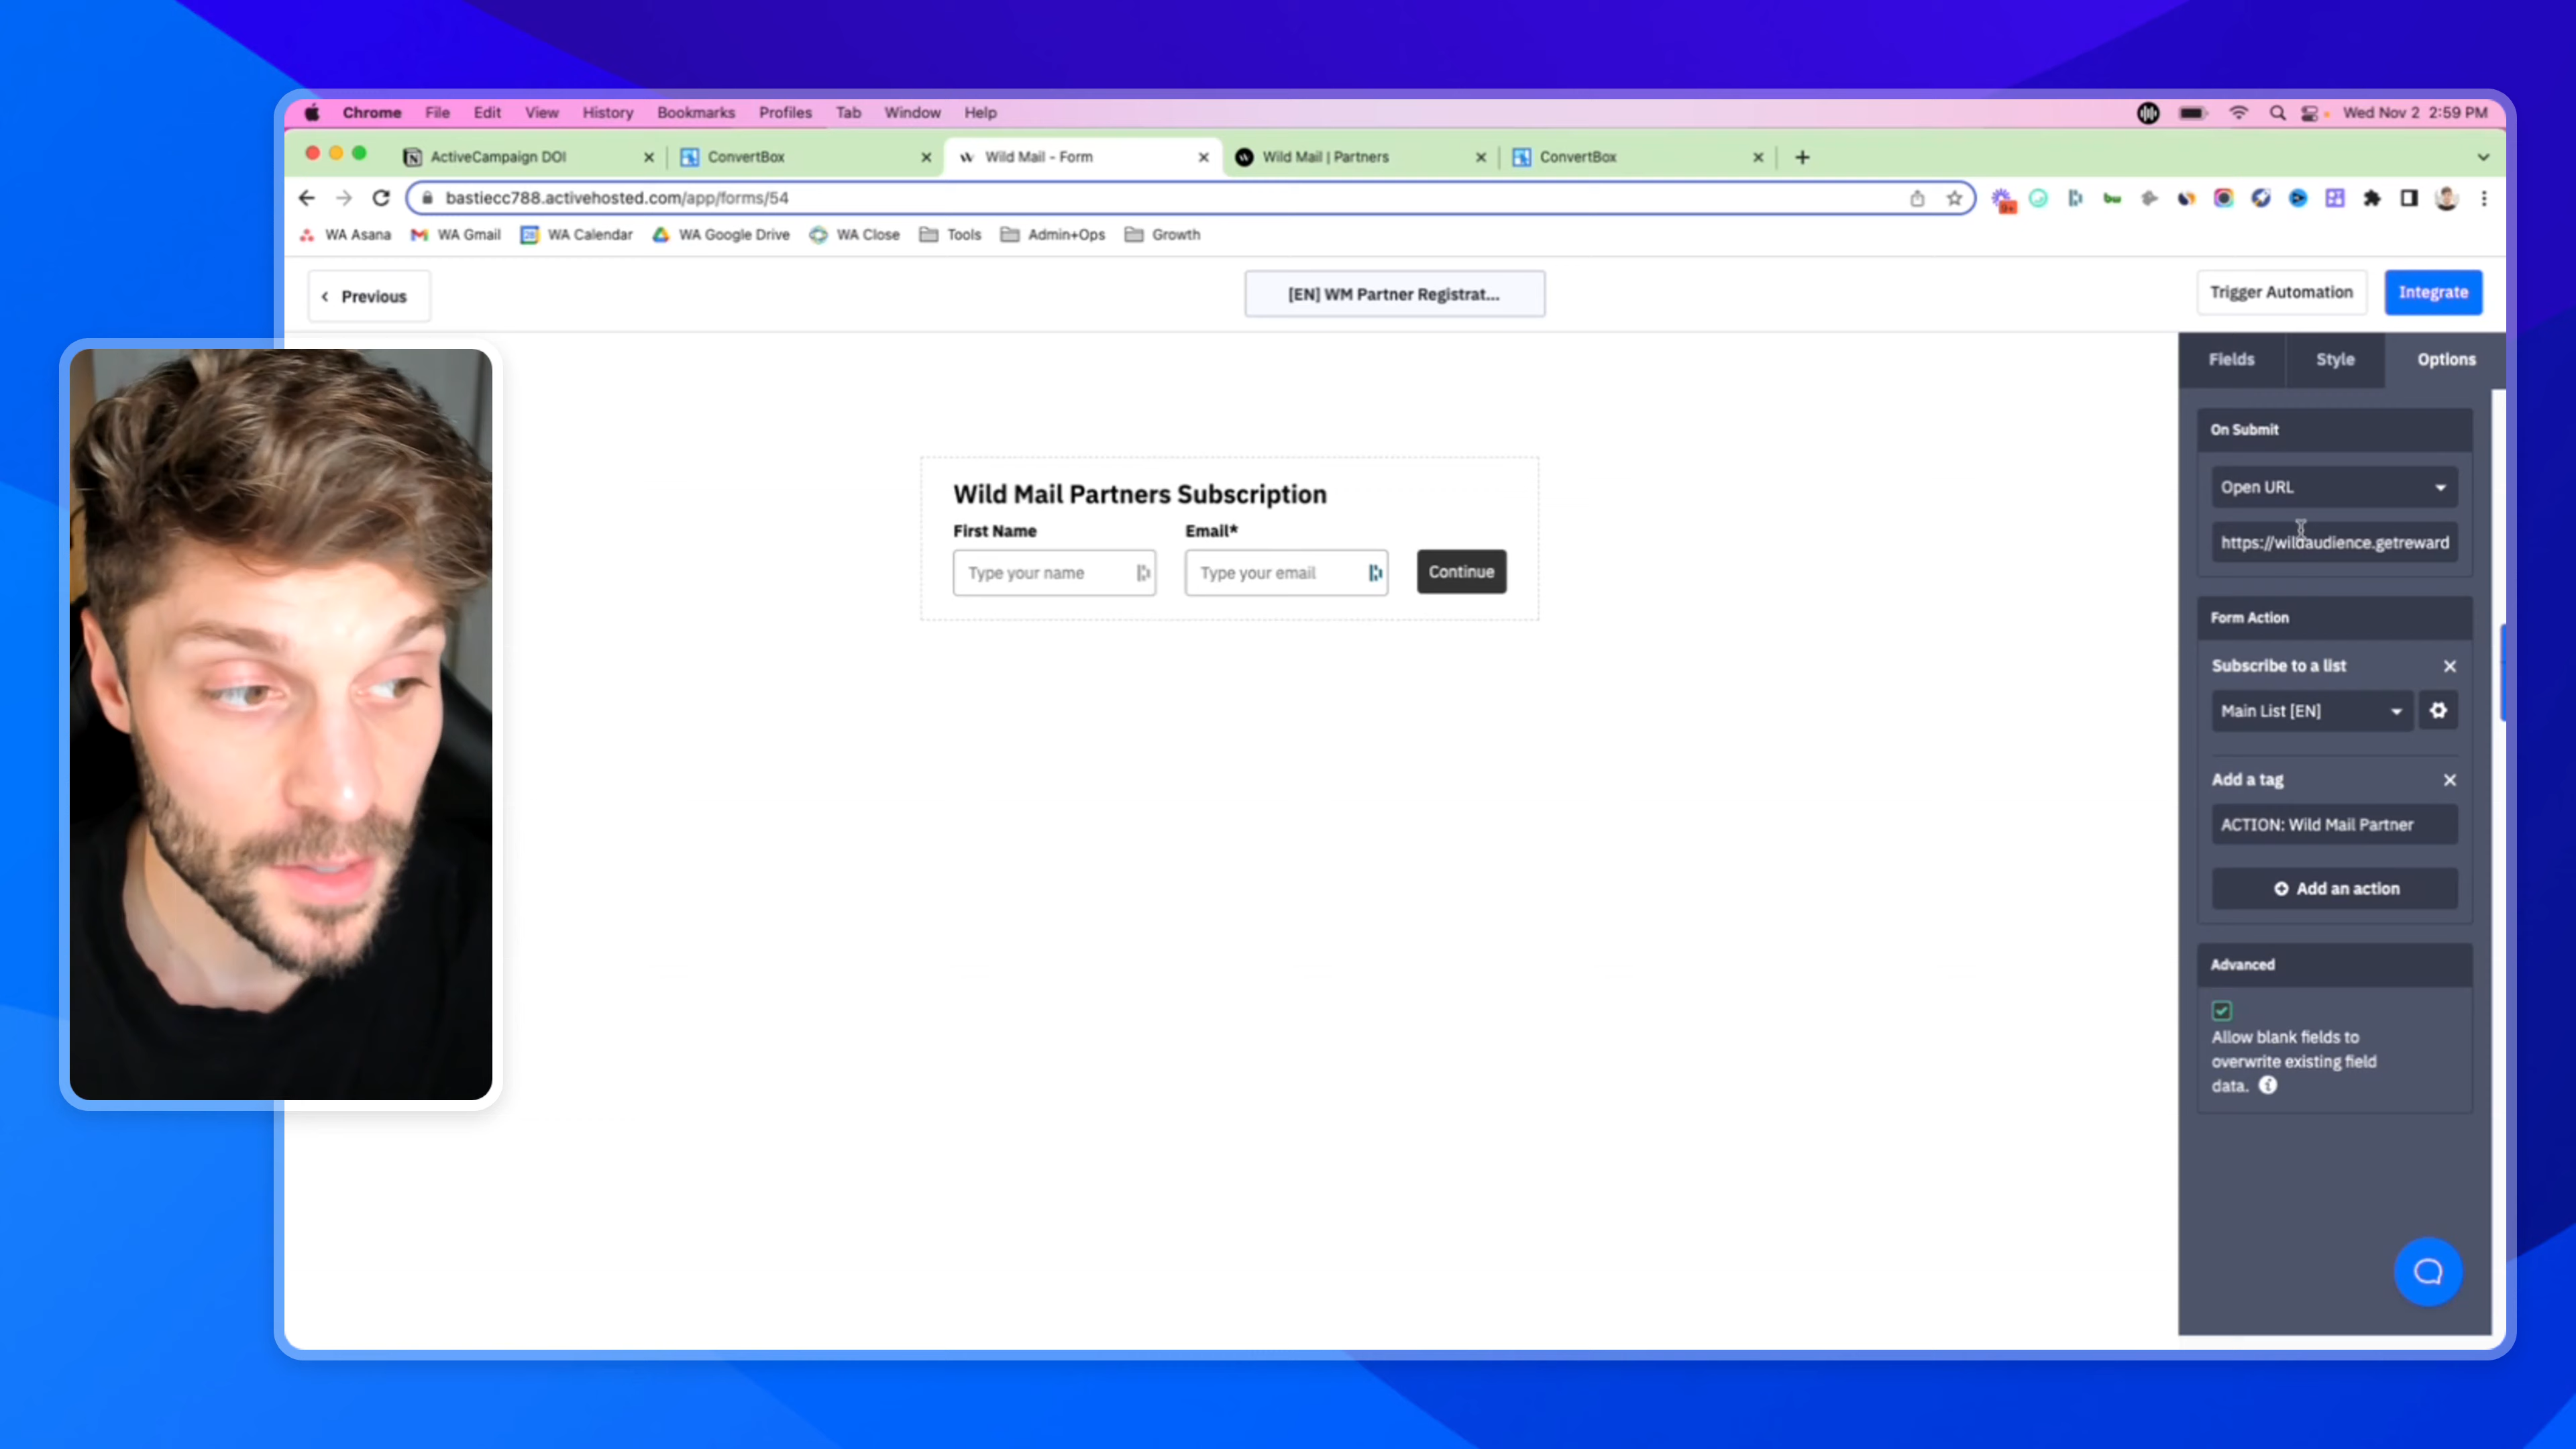 Chrome File Edit View History Bookmarks Profiles Tab Window Help Wed Nov 2 2:59 PM
ActiveCampaign DOI ConvertBox Wild Mail - Form Wild Mail | Partners ConvertBox
bastiecc788.activehosted.com/app/forms/54
WA Asana WA Gmail WA Calendar WA Google Drive WA Close Tools Admin+Ops Growth
Previous [EN] WM Partner Registrat... Trigger Automation Integrate
Fields Style Options
On Submit
Open URL
https://wildaudience.getreward
Wild Mail Partners Subscription
First Name Email*
Type your name Type your email Continue
Form Action
Subscribe to a list
Main List [EN]
Add a tag
ACTION: Wild Mail Partner
Add an action
Advanced
Allow blank fields to
overwrite existing field
data.